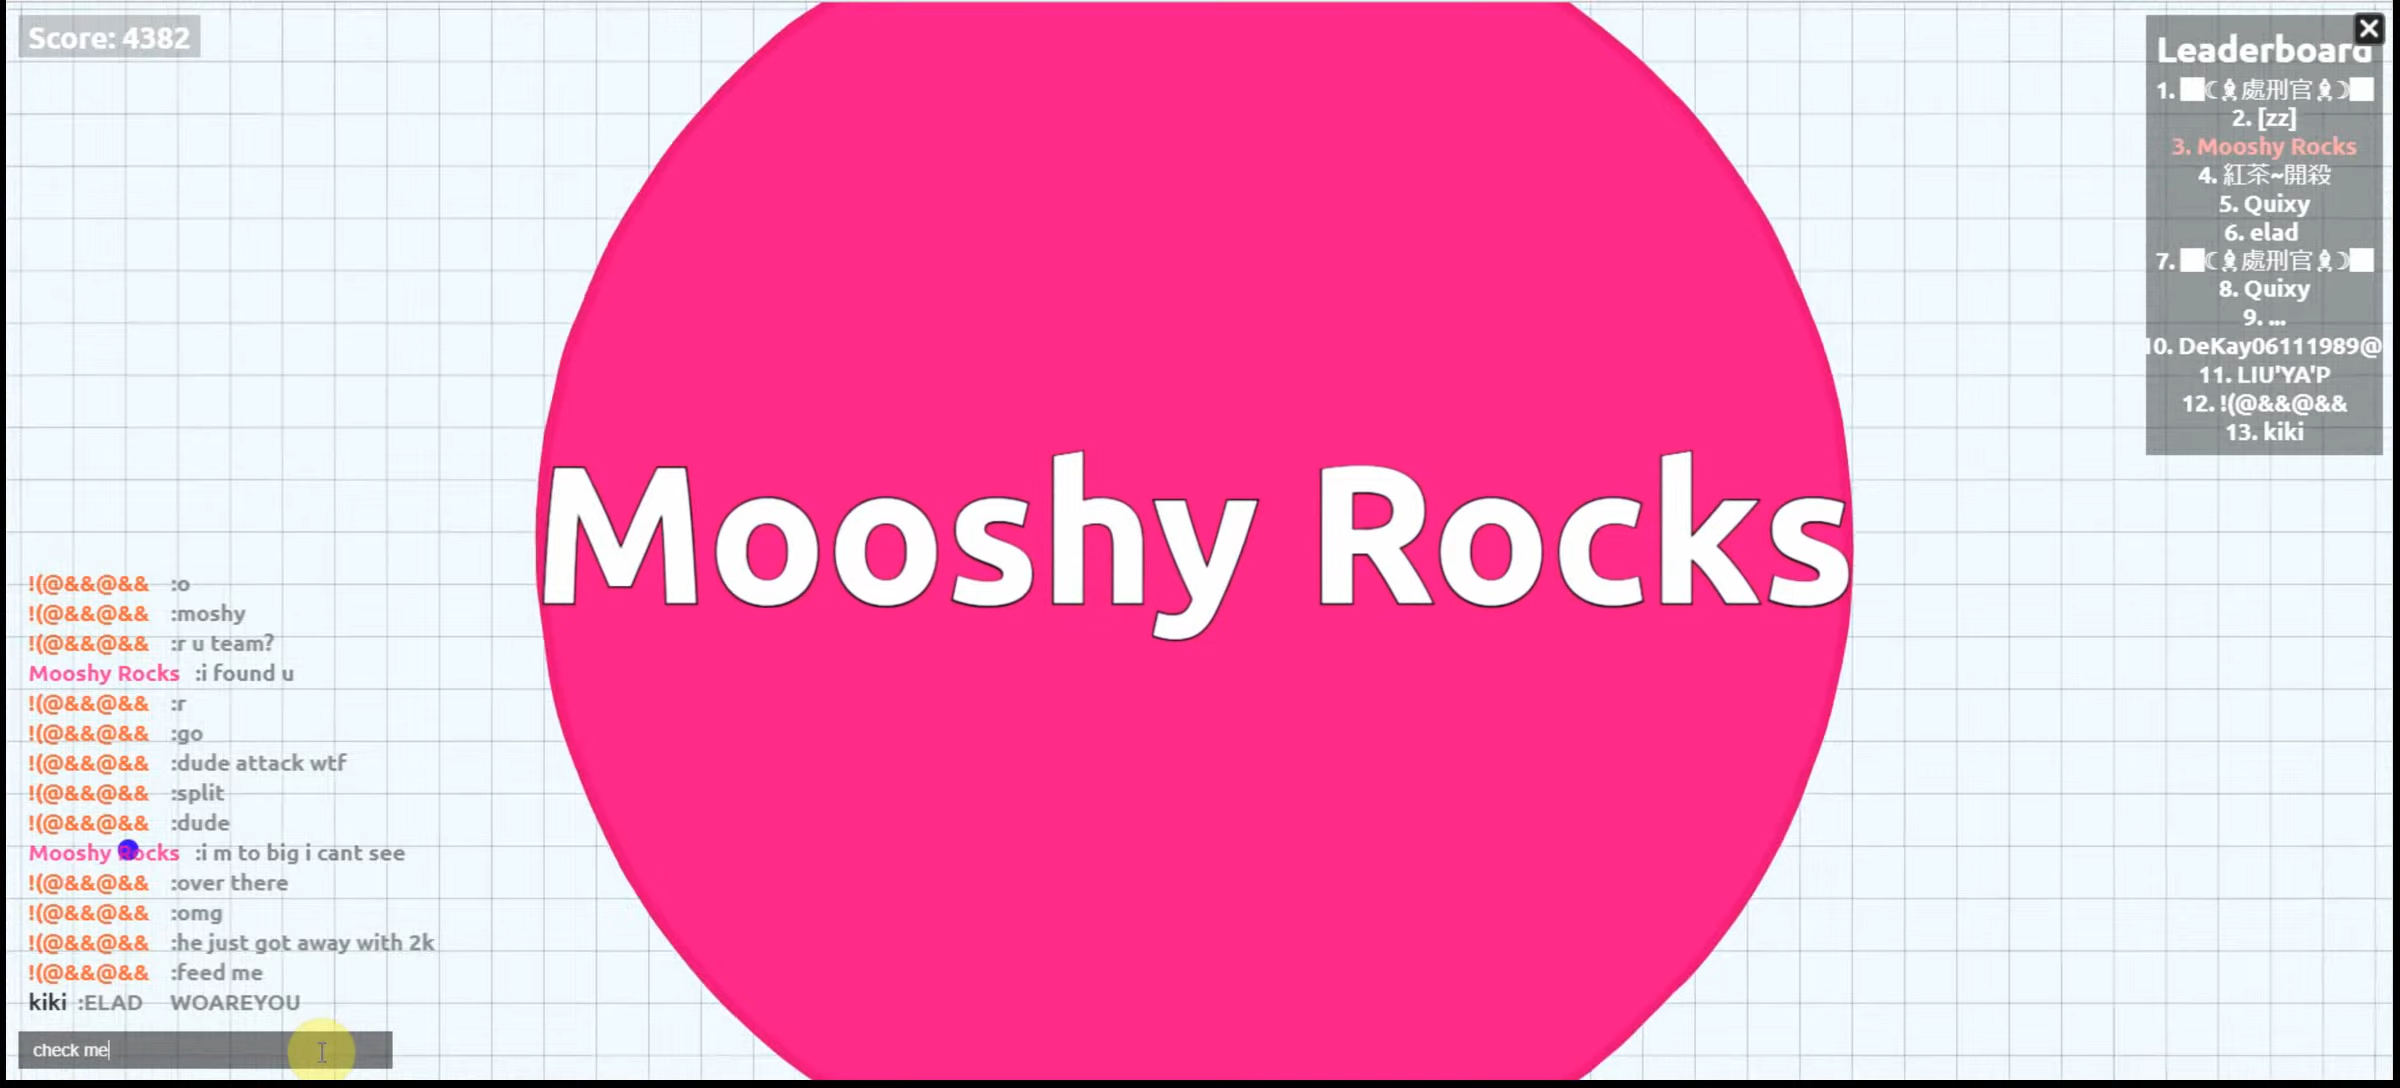 Score: 4382
Leaderboard
1. ☾處刑官☽
2. [zz]
3. Mooshy Rocks
4. 紅茶~開殺
5. Quixy
6. elad
7. ☾處刑官☽
8. Quixy
9. ...
10. DeKay06111989@
11. LIU'YA'P
12. !(@&&@&&
13. kiki
Mooshy Rocks
!(@&&@&& :o
!(@&&@&& :moshy
!(@&&@&& :r u team?
Mooshy Rocks :i found u
!(@&&@&& :r
!(@&&@&& :go
!(@&&@&& :dude attack wtf
!(@&&@&& :split
!(@&&@&& :dude
Mooshy Rocks :i m to big i cant see
!(@&&@&& :over there
!(@&&@&& :omg
!(@&&@&& :he just got away with 2k
!(@&&@&& :feed me
kiki :ELAD WOAREYOU
check me